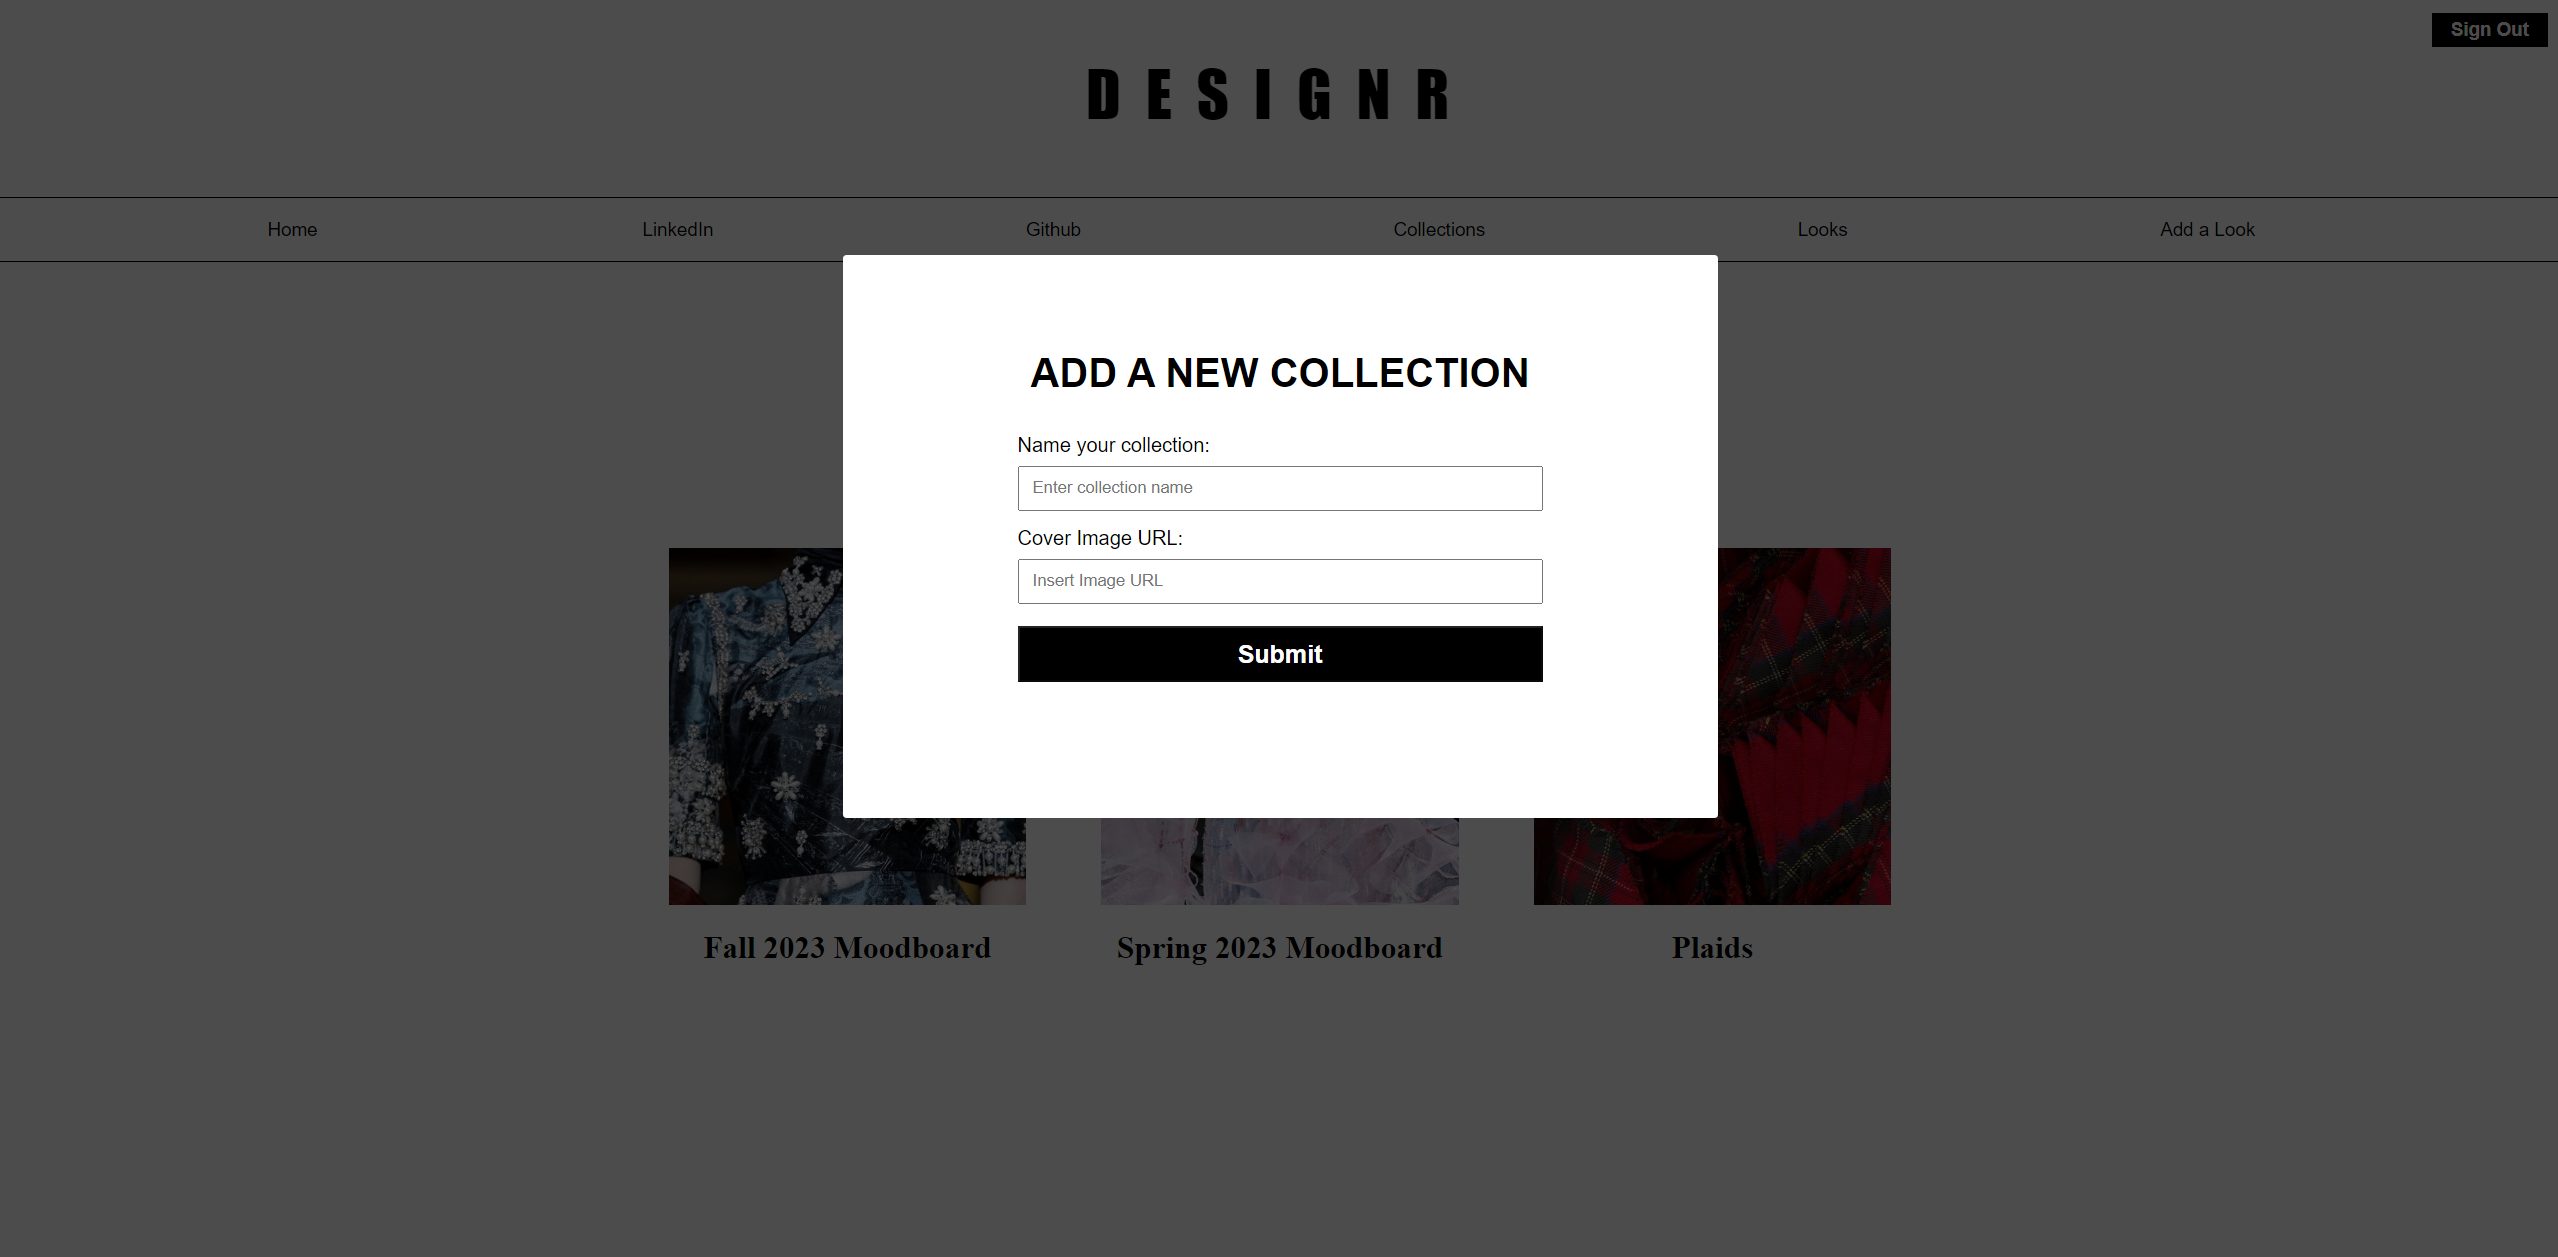 Sign Out
DESIGNR
Home LinkedIn Github Collections Looks Add a Look
ADD A NEW COLLECTION
Name your collection:
Enter collection name
Cover Image URL:
Insert Image URL
Submit
Fall 2023 Moodboard Spring 2023 Moodboard Plaids